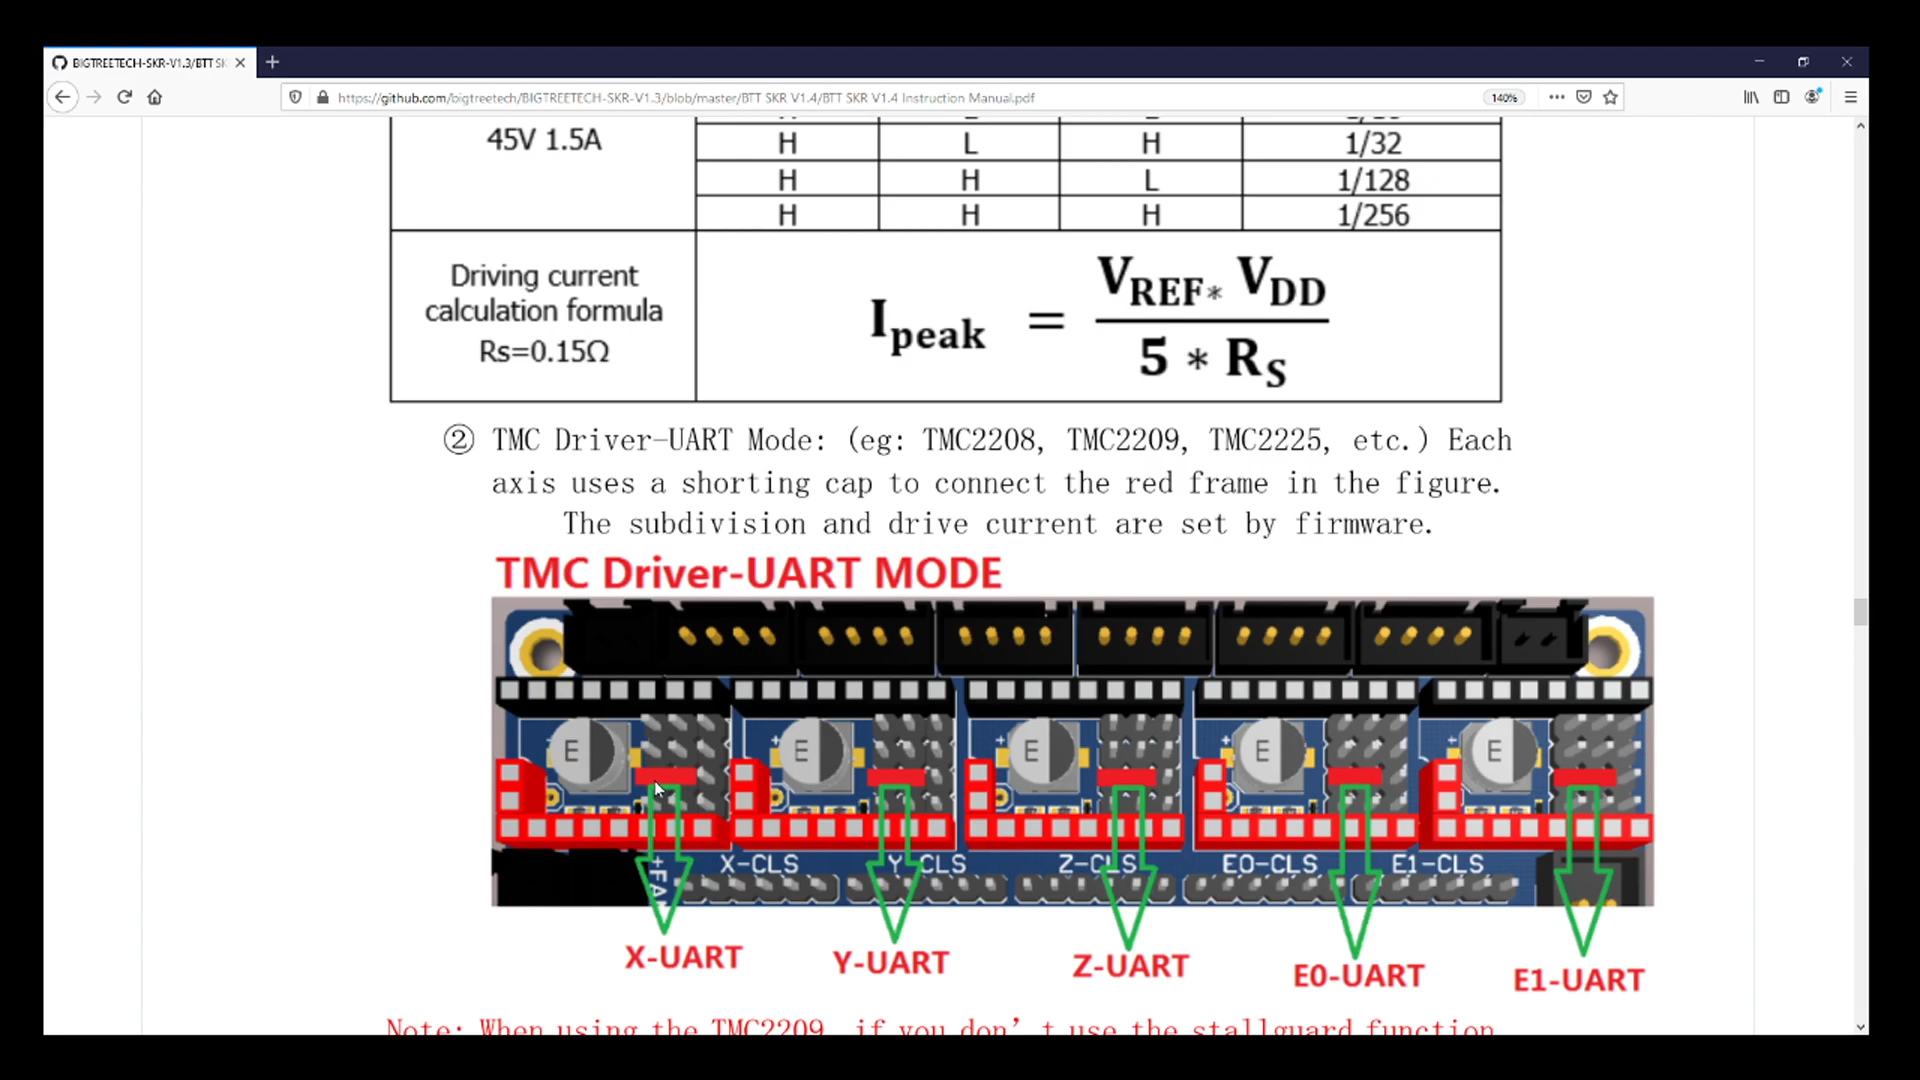 BIGTREETECH-SKR-V1.3/BTT SK
https://github.com/bigtreetech/BIGTREETECH-SKR-V1.3/blob/master/BTT SKR V1.4/BTT SKR V1.4 Instruction Manual.pdf
140%
45V 1.5A
H L H 1/32
H H L 1/128
H H H 1/256
Driving current
calculation formula
Rs=0.15Ω
I peak = VREF* VDD
5 * RS
② TMC Driver-UART Mode: (eg: TMC2208, TMC2209, TMC2225, etc.) Each
axis uses a shorting cap to connect the red frame in the figure.
The subdivision and drive current are set by firmware.
TMC Driver-UART MODE
E E E E E
+FAN X-CLS Y-CLS Z-CLS E0-CLS E1-CLS
X-UART Y-UART Z-UART E0-UART E1-UART
Note: When using the TMC2209, if you don't use the stallguard function